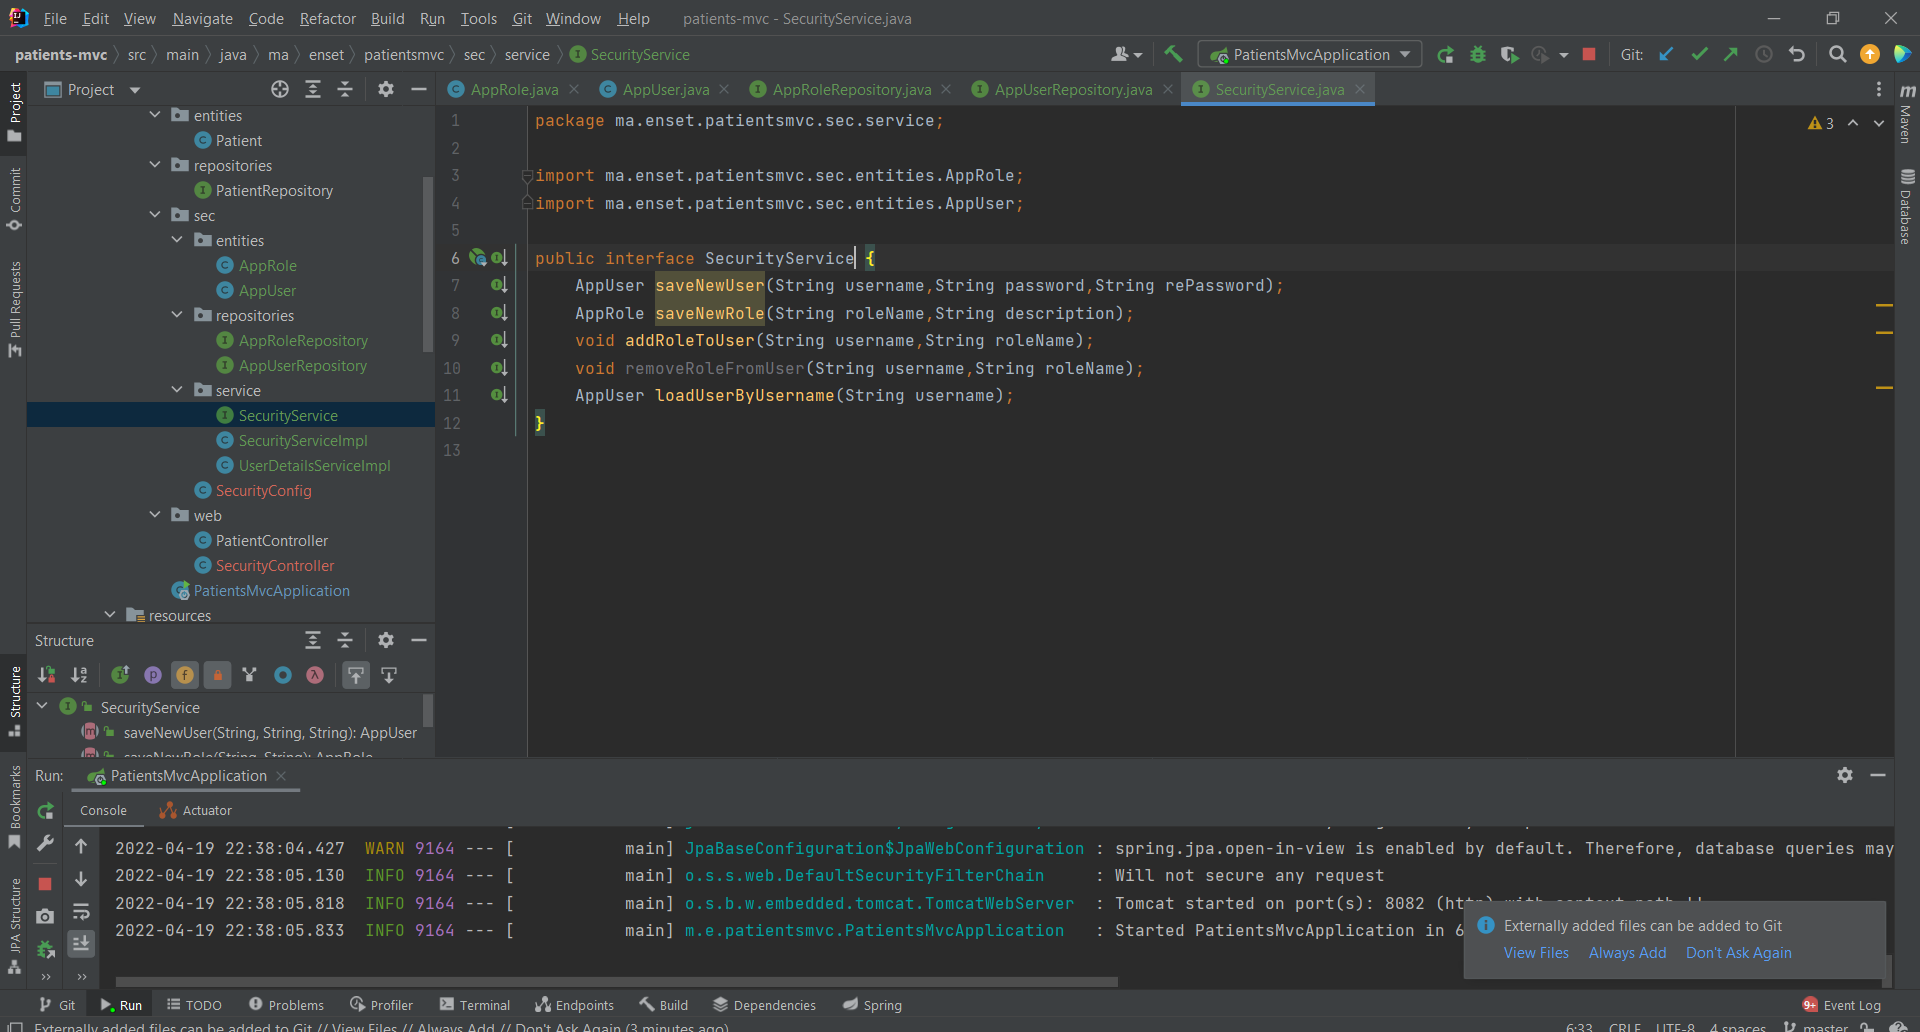 File Edit View Navigate Code Refactor Build Run Tools Git Window Help patients-mvc - SecurityService.java
patients-mvc src main java ma enset patientsmvc sec service SecurityService PatientsMvcApplication Git:
Project
AppRole.java AppUser.java AppRoleRepository.java AppUserRepository.java SecurityService.java
entities
Patient
repositories
PatientRepository
sec
entities
AppRole
AppUser
repositories
AppRoleRepository
AppUserRepository
service
SecurityService
SecurityServiceImpl
UserDetailsServiceImpl
SecurityConfig
web
PatientController
SecurityController
PatientsMvcApplication
resources
1 package ma.enset.patientsmvc.sec.service;
2
3 import ma.enset.patientsmvc.sec.entities.AppRole;
4 import ma.enset.patientsmvc.sec.entities.AppUser;
5
6 public interface SecurityService {
7 AppUser saveNewUser(String username,String password,String rePassword);
8 AppRole saveNewRole(String roleName,String description);
9 void addRoleToUser(String username,String roleName);
10 void removeRoleFromUser(String username,String roleName);
11 AppUser loadUserByUsername(String username);
12 }
13
3
Project
Commit
Pull Requests
Structure
Bookmarks
JPA Structure
Maven
Database
Structure
SecurityService
saveNewUser(String, String, String): AppUser
saveNewRole(String, String): AppRole
Run: PatientsMvcApplication
Console Actuator
2022-04-19 22:38:04.427 WARN 9164 --- [ main] JpaBaseConfiguration$JpaWebConfiguration : spring.jpa.open-in-view is enabled by default. Therefore, database queries may
2022-04-19 22:38:05.130 INFO 9164 --- [ main] o.s.s.web.DefaultSecurityFilterChain : Will not secure any request
2022-04-19 22:38:05.818 INFO 9164 --- [ main] o.s.b.w.embedded.tomcat.TomcatWebServer : Tomcat started on port(s): 8082 (http) with context path ''
2022-04-19 22:38:05.833 INFO 9164 --- [ main] m.e.patientsmvc.PatientsMvcApplication : Started PatientsMvcApplication in 6
Externally added files can be added to Git
View Files Always Add Don't Ask Again
Git Run TODO Problems Profiler Terminal Endpoints Build Dependencies Spring 9+ Event Log
Externally added files can be added to Git // View Files // Always Add // Don't Ask Again (3 minutes ago) 6:33 CRLF UTF-8 4 spaces master